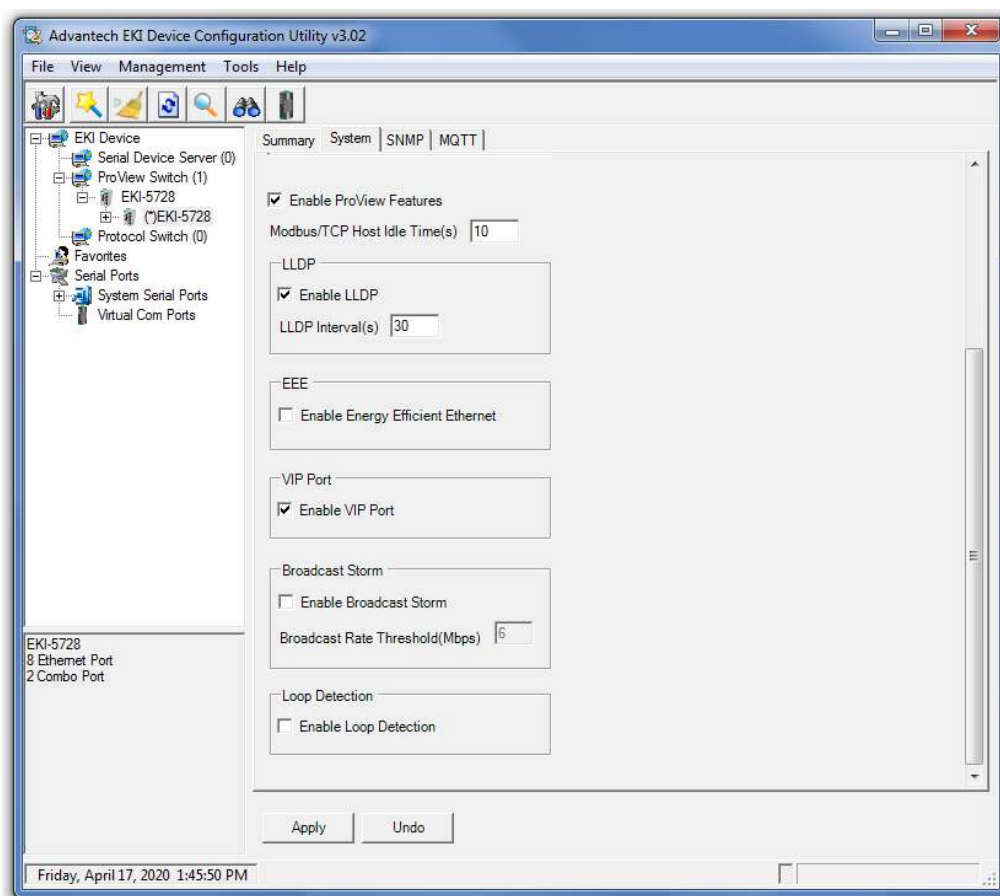 Advantech EKI Device Configuration Utility v3.02
File View Management Tools Help
EKI Device
Serial Device Server (0)
ProView Switch (1)
EKI-5728
(*)EKI-5728
Protocol Switch (0)
Favorites
Serial Ports
System Serial Ports
Virtual Com Ports
EKI-5728
8 Ethernet Port
2 Combo Port
Summary System SNMP MQTT
Enable ProView Features
Modbus/TCP Host Idle Time(s) 10
LLDP
Enable LLDP
LLDP Interval(s) 30
EEE
Enable Energy Efficient Ethernet
VIP Port
Enable VIP Port
Broadcast Storm
Enable Broadcast Storm
Broadcast Rate Threshold(Mbps) 6
Loop Detection
Enable Loop Detection
Apply Undo
Friday, April 17, 2020 1:45:50 PM